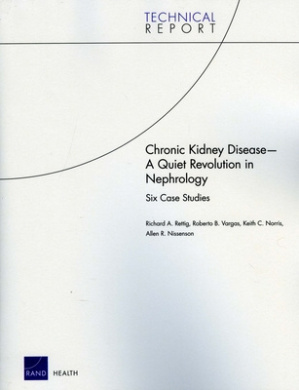 TECHNICAL
REPORT
Chronic Kidney Disease—
A Quiet Revolution in
Nephrology
Six Case Studies
Richard A. Rettig, Roberto B. Vargas, Keith C. Norris,
Allen R. Nissenson
RAND HEALTH